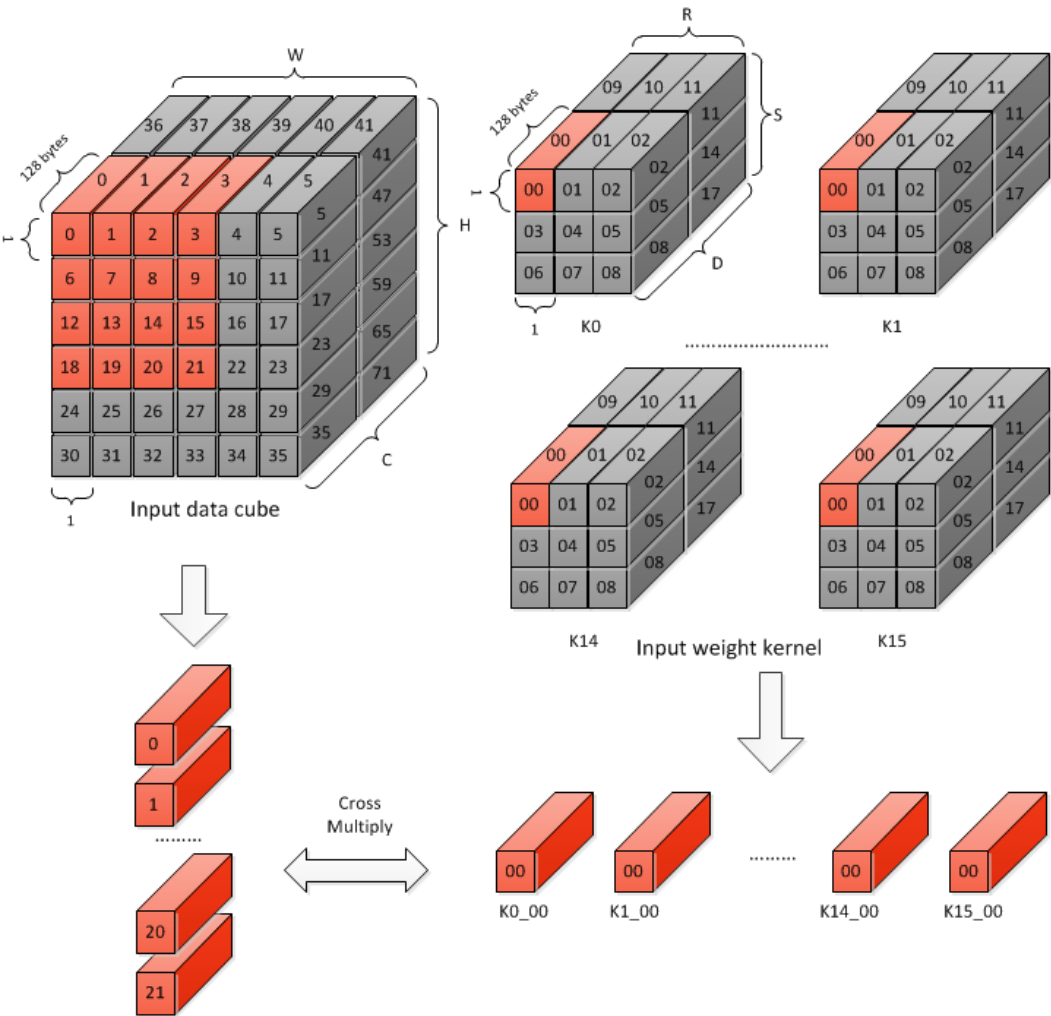 W
128 bytes
36 37 38 39 40 41
0 1 2 3 4 5
41
47
53
59
65
71
5
11
17
23
29
35
1
0 1 2 3 4 5
6 7 8 9 10 11
12 13 14 15 16 17
18 19 20 21 22 23
24 25 26 27 28 29
30 31 32 33 34 35
H
C
1
Input data cube
R
128 bytes
09 10 11
00 01 02
11
14
17
02
05
08
1
00 01 02
03 04 05
06 07 08
S
D
1
K0
09 10 11
00 01 02
11
14
17
02
05
08
00 01 02
03 04 05
06 07 08
K1
............................
09 10 11
00 01 02
11
14
17
02
05
08
00 01 02
03 04 05
06 07 08
K14
09 10 11
00 01 02
11
14
17
02
05
08
00 01 02
03 04 05
06 07 08
K15
Input weight kernel
0
1
.........
20
21
Cross
Multiply
00 00 ......... 00 00
K0_00 K1_00 K14_00 K15_00